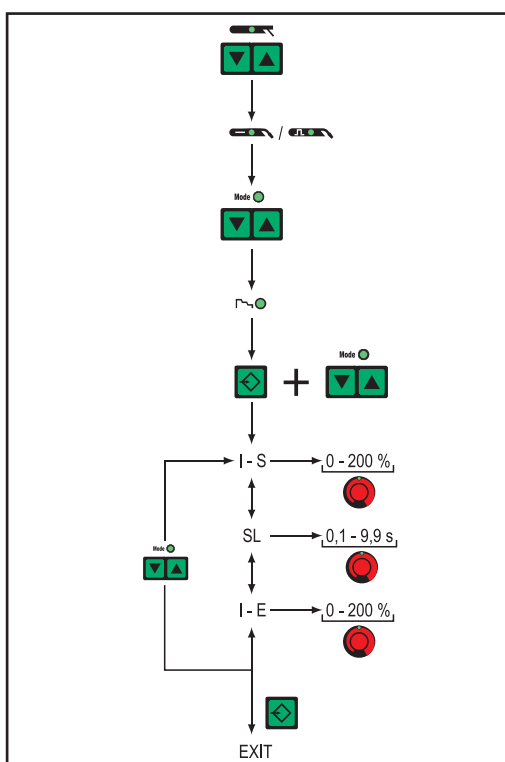 /
Mode
Mode
+
I - S
0 - 200 %
SL
0,1 - 9,9 s
Mode
I - E
0 - 200 %
EXIT